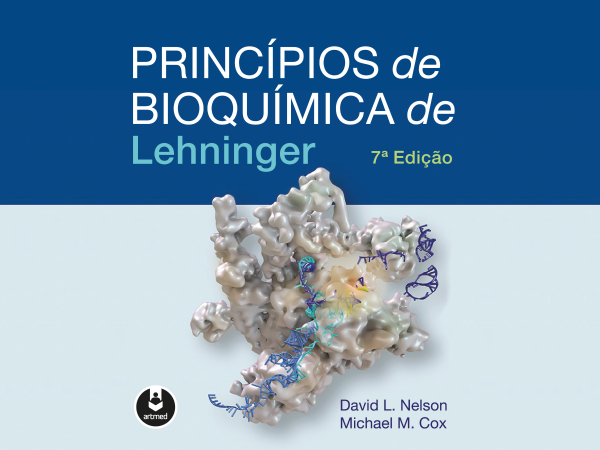 PRINCÍPIOS de
BIOQUÍMICA de
Lehninger
7ª Edição
artmed
David L. Nelson
Michael M. Cox